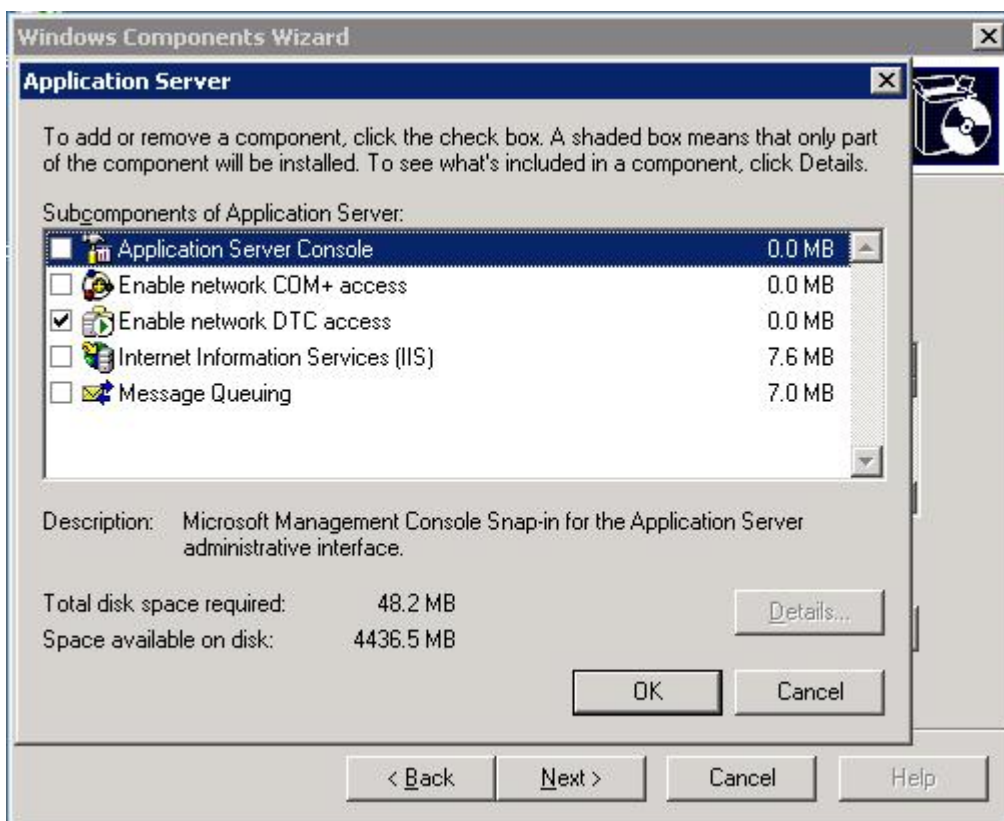 Windows Components Wizard
Application Server
To add or remove a component, click the check box. A shaded box means that only part
of the component will be installed. To see what's included in a component, click Details.
Subcomponents of Application Server:
Application Server Console 0.0 MB
Enable network COM+ access 0.0 MB
Enable network DTC access 0.0 MB
Internet Information Services (IIS) 7.6 MB
Message Queuing 7.0 MB
Description: Microsoft Management Console Snap-in for the Application Server
administrative interface.
Total disk space required: 48.2 MB
Space available on disk: 4436.5 MB
Details...
OK Cancel
< Back Next > Cancel Help